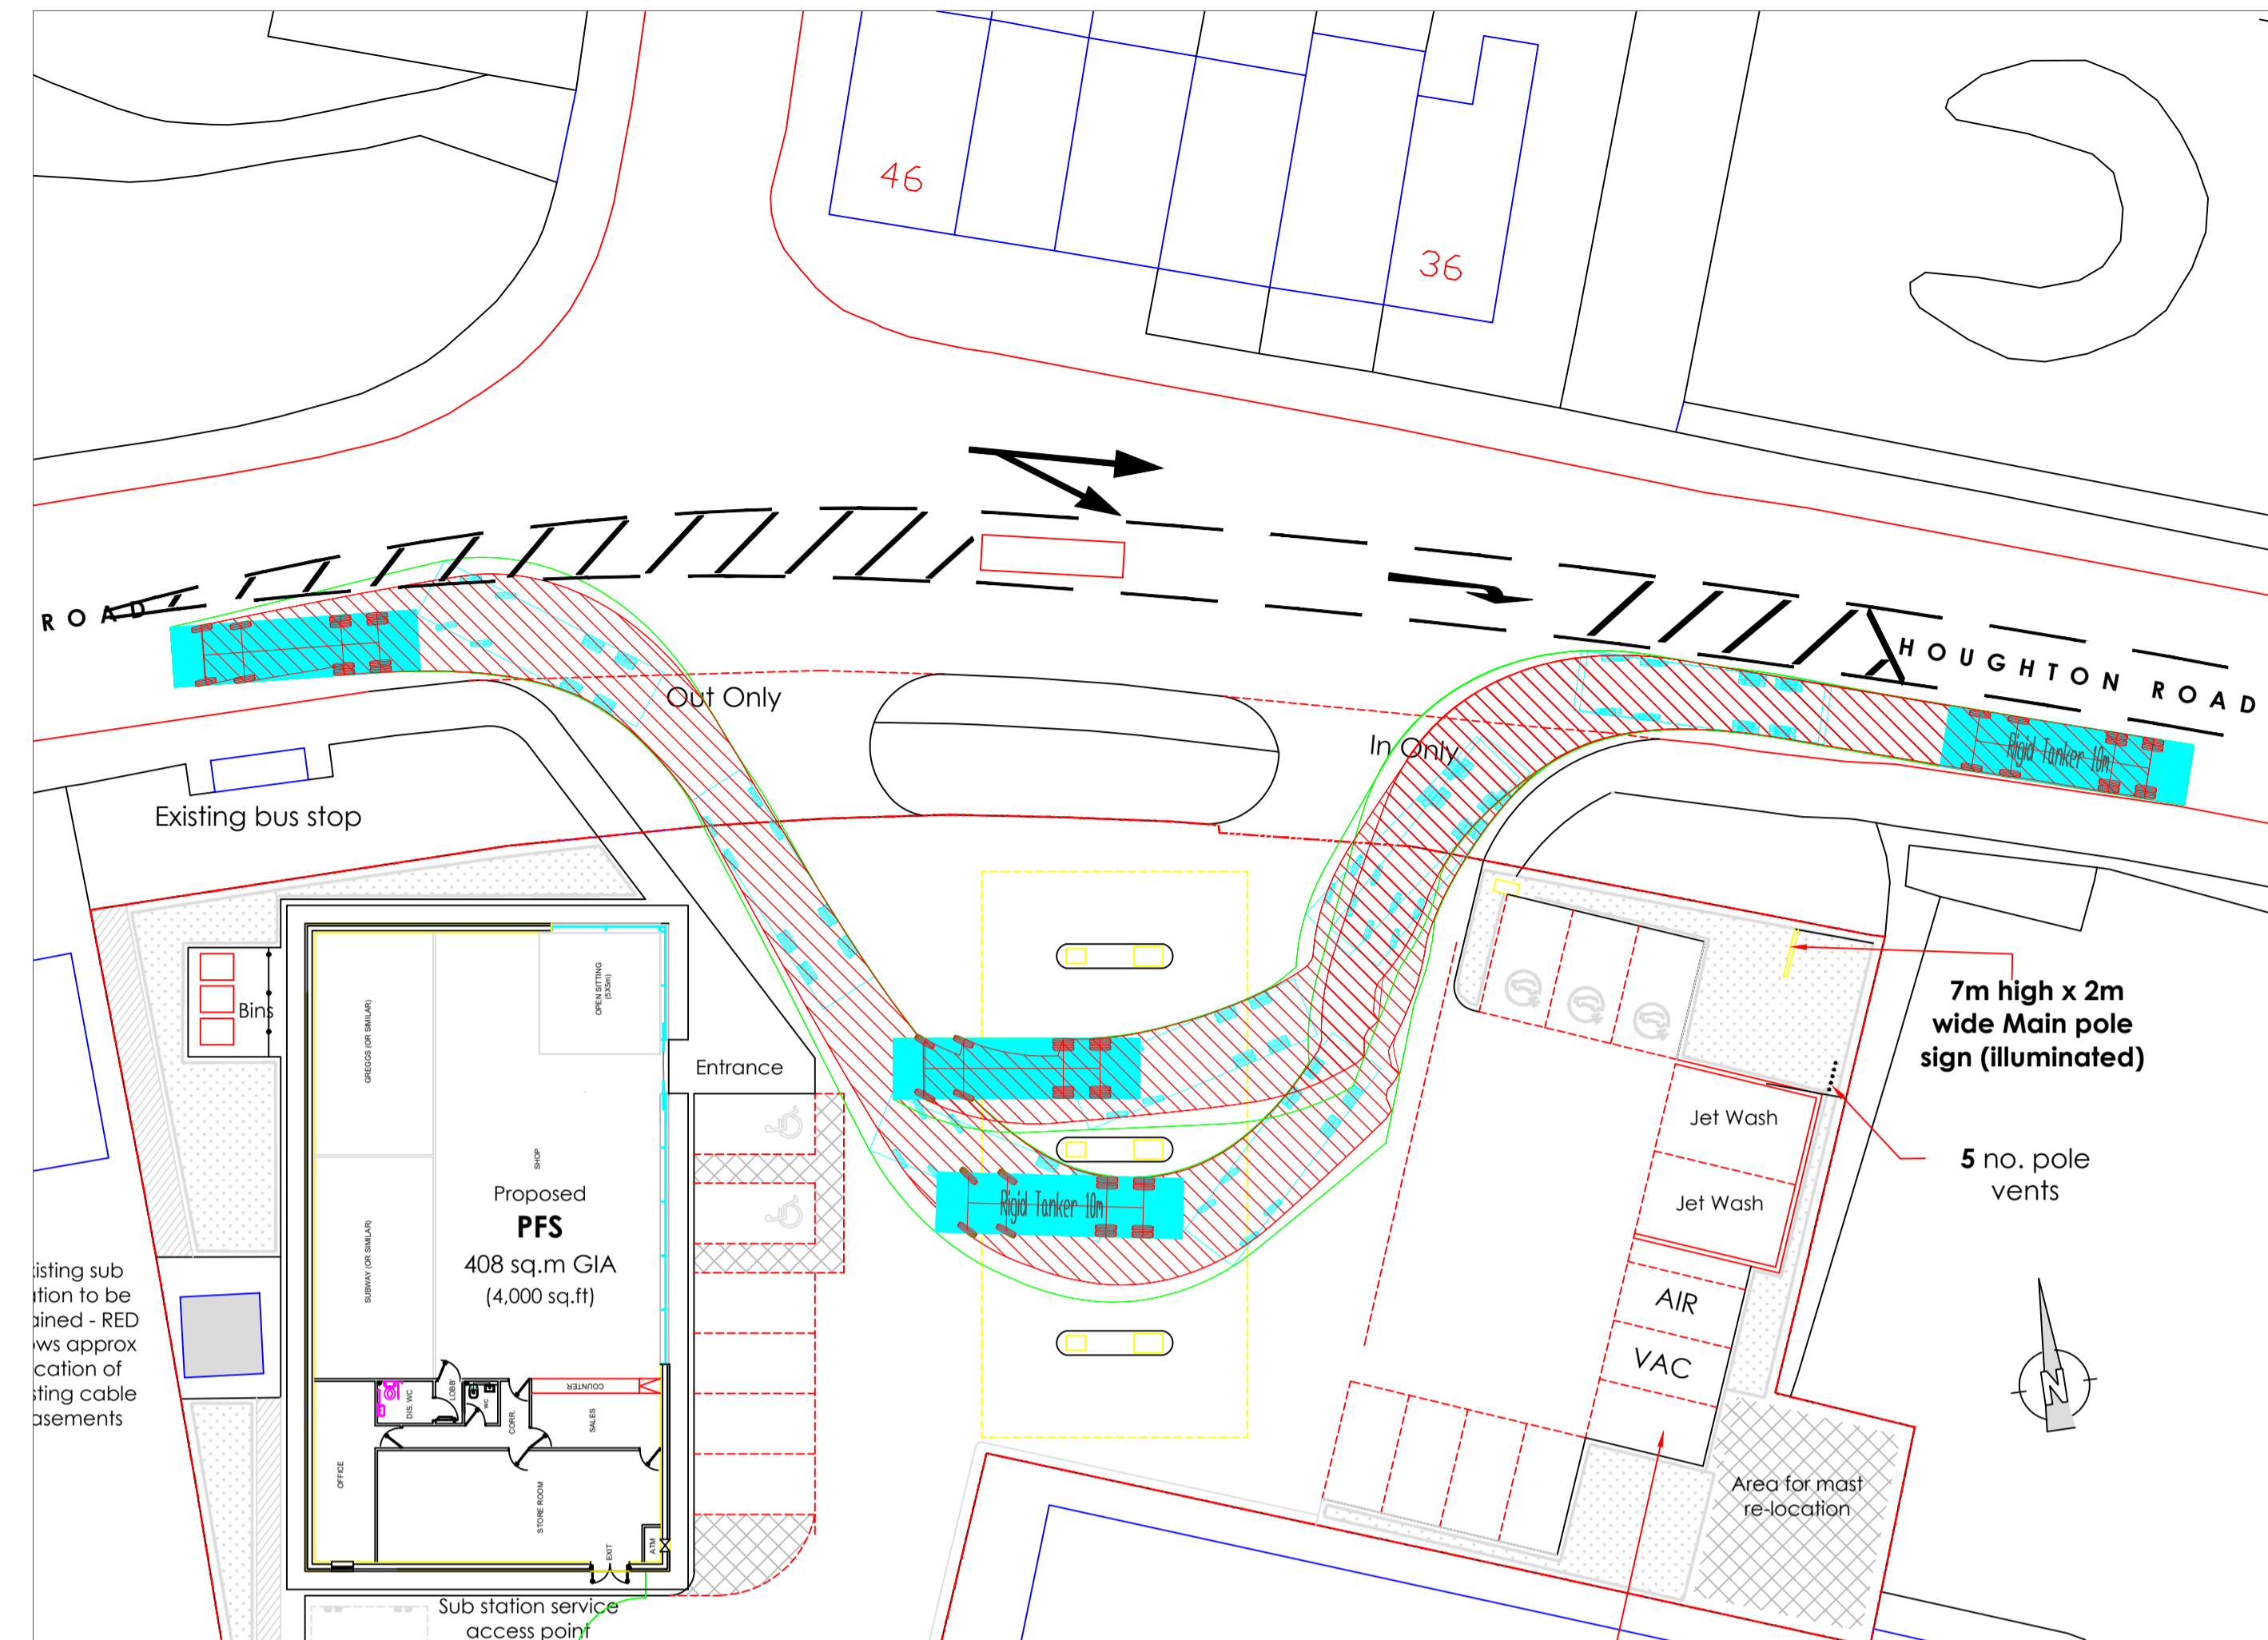 46
36
ROAD
HOUGHTON ROAD
Out Only
In Only
Rigid Tanker 10m
Existing bus stop
Bins
GREGGS (OR SIMILAR)
OPEN SITTING
(5X5m)
Entrance
7m high x 2m
wide Main pole
sign (illuminated)
SHOP
Proposed
PFS
408 sq.m GIA
(4,000 sq.ft)
SUBWAY (OR SIMILAR)
Rigid Tanker 10m
Jet Wash
Jet Wash
5 no. pole
vents
AIR
VAC
isting sub
ation to be
ained - RED
ows approx
cation of
sting cable
asements
COUNTER
DIS. WC
LOBBY
WC
CORR.
SALES
OFFICE
STORE ROOM
ATM
EXIT
N
Area for mast
re-location
Sub station service
access point